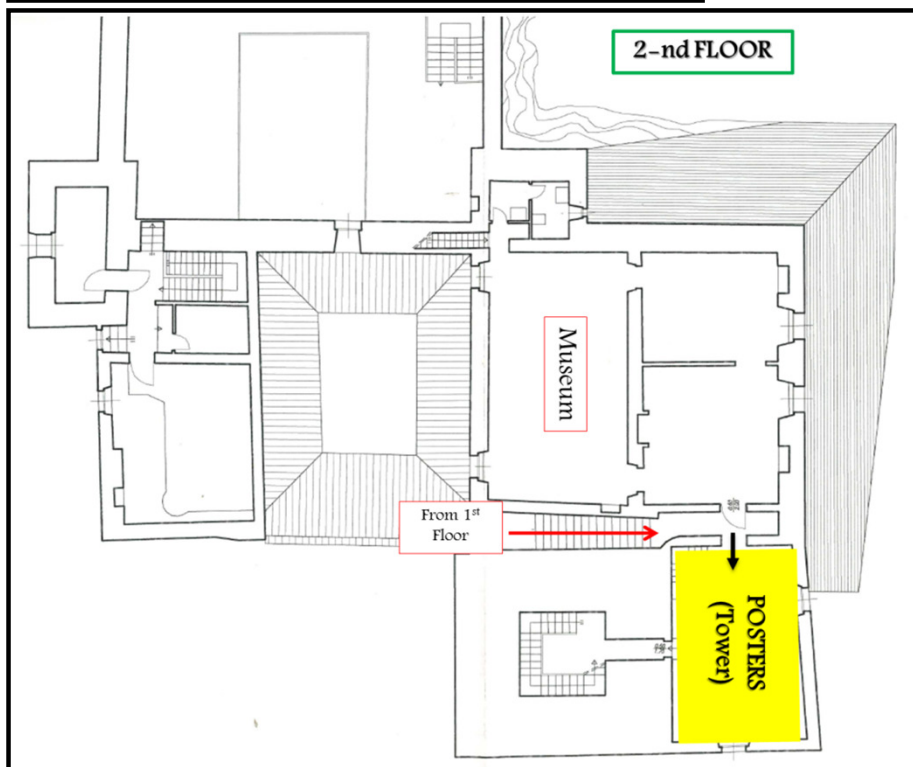 2-nd FLOOR
Museum
From 1st
Floor
POSTERS
(Tower)